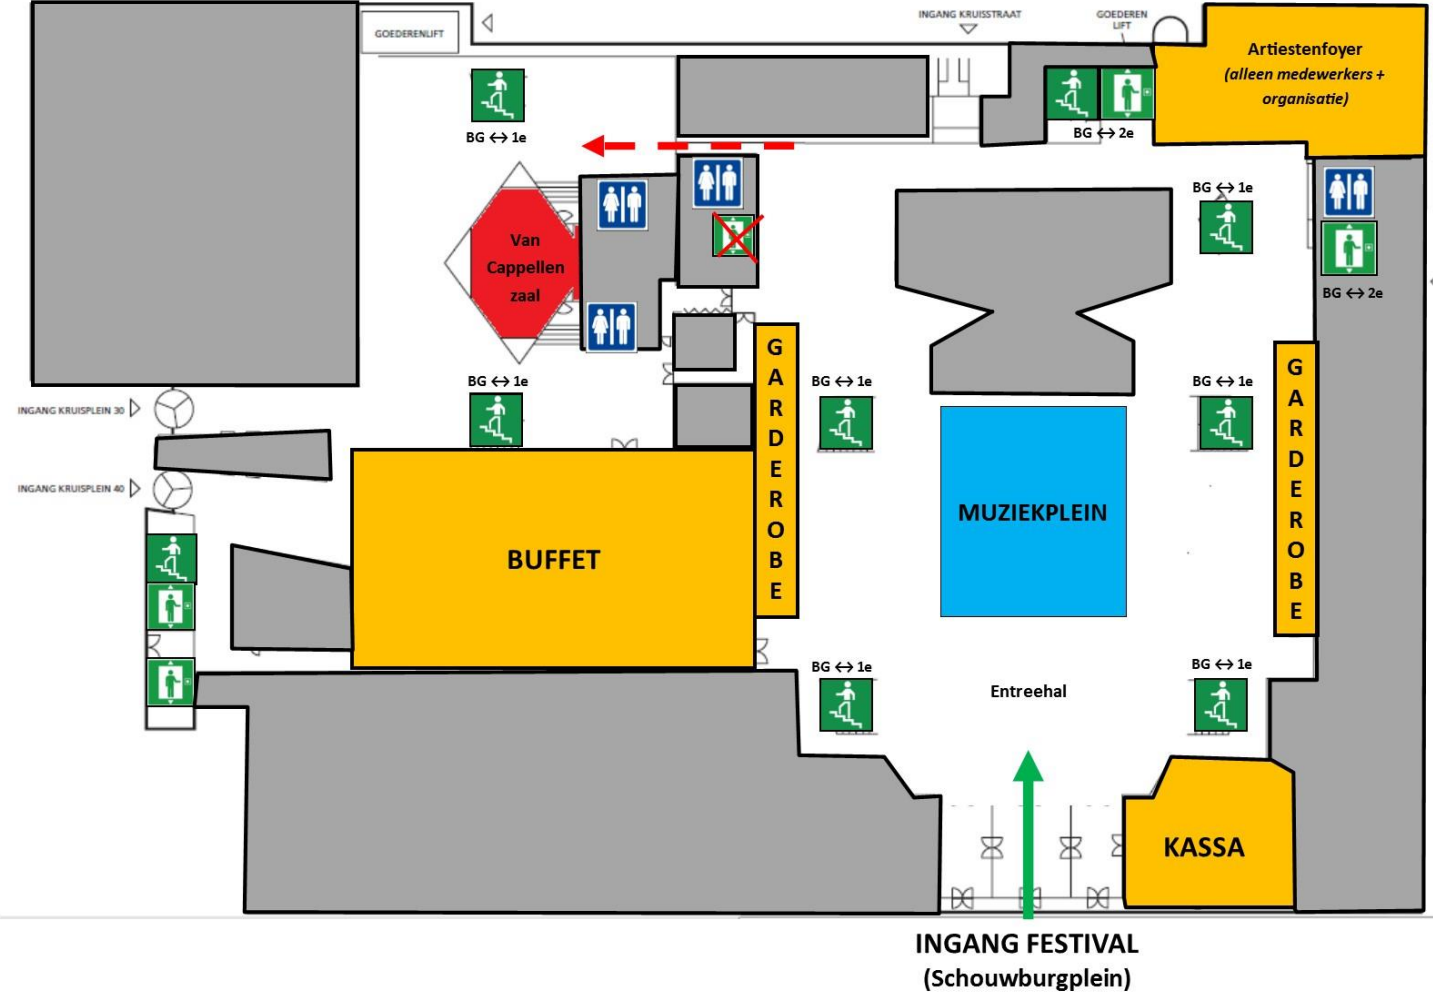 GOEDERENLIFT
INGANG KRUISSTRAAT
GOEDEREN
LIFT
Artiestenfoyer
(alleen medewerkers +
organisatie)
BG ↔ 1e
BG ↔ 2e
BG ↔ 1e
Van
Cappellen
zaal
BG ↔ 2e
GARDEROBE
GARDEROBE
BG ↔ 1e
BG ↔ 1e
BG ↔ 1e
INGANG KRUISPLEIN 30
INGANG KRUISPLEIN 40
MUZIEKPLEIN
BUFFET
BG ↔ 1e
BG ↔ 1e
Entreehal
KASSA
INGANG FESTIVAL
(Schouwburgplein)